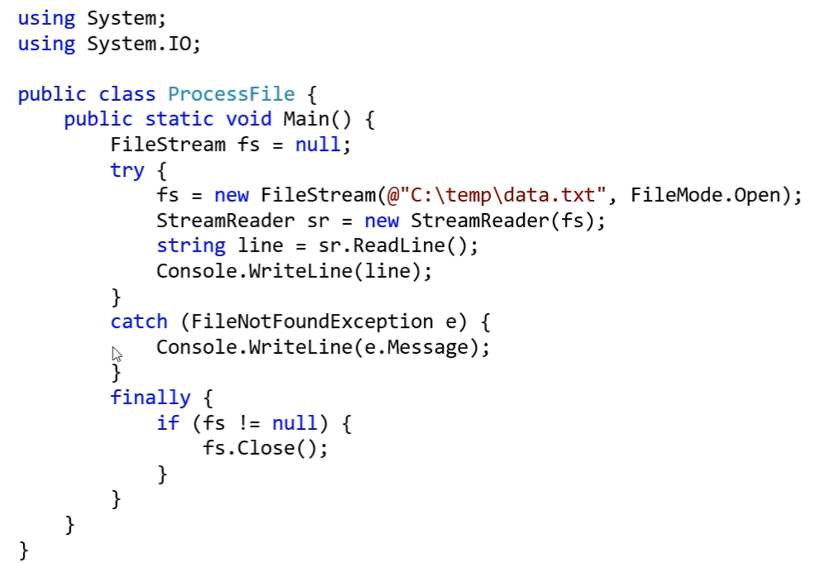 using System;
using System.IO;

public class ProcessFile {
    public static void Main() {
        FileStream fs = null;
        try {
            fs = new FileStream(@"C:\temp\data.txt", FileMode.Open);
            StreamReader sr = new StreamReader(fs);
            string line = sr.ReadLine();
            Console.WriteLine(line);
        }
        catch (FileNotFoundException e) {
            Console.WriteLine(e.Message);
        }
        finally {
            if (fs != null) {
                fs.Close();
            }
        }
    }
}